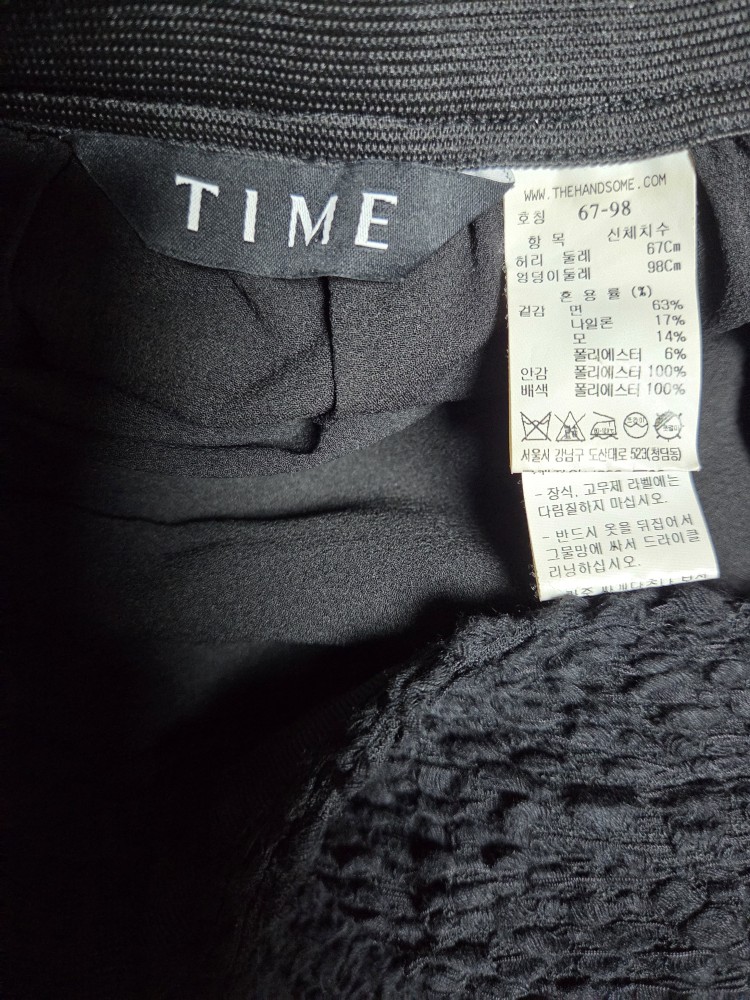 TIME
WWW.THEHANDSOME.COM
호칭 67-98
항 목 신체치수
허리 둘레 67Cm
엉덩이둘레 98Cm
혼 용 률 (%)
겉감 면 63%
나일론 17%
모 14%
폴리에스터 6%
안감 폴리에스터 100%
배색 폴리에스터 100%
서울시 강남구 도산대로 523(청담동)
- 장식, 고무제 라벨에는
다림질하지 마십시오.
- 반드시 옷을 뒤집어서
그물망에 싸서 드라이클
리닝하십시오.